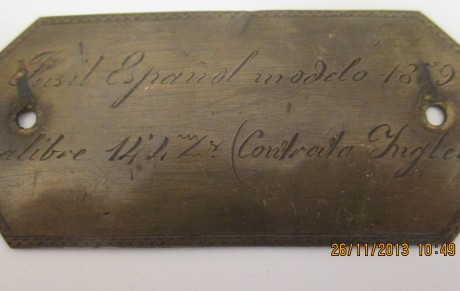 Fusil Español modelo 1859
alibre 14'4 m/s (Contrata Ingle
26/11/2013 10:49